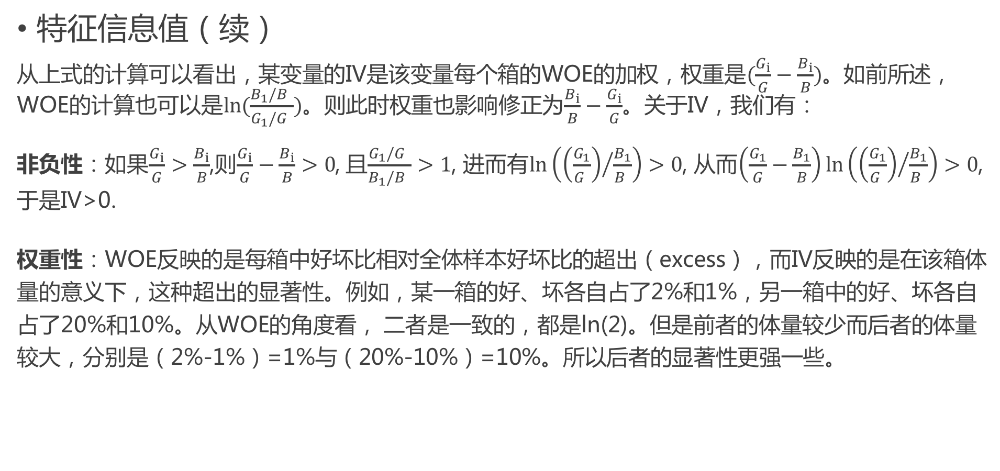 • 特征信息值（续）
从上式的计算可以看出，某变量的IV是该变量每个箱的WOE的加权，权重是$(\frac{G_i}{G} - \frac{B_i}{B})$。如前所述，
WOE的计算也可以是$\ln(\frac{B_1/B}{G_1/G})$。则此时权重也影响修正为$\frac{B_i}{B} - \frac{G_i}{G}$。关于IV，我们有：
非负性：如果$\frac{G_i}{G} > \frac{B_i}{B}$,则$\frac{G_i}{G} - \frac{B_i}{B} > 0$, 且$\frac{G_1/G}{B_1/B} > 1$, 进而有$\ln\left(\left(\frac{G_1}{G}\right)/\frac{B_1}{B}\right) > 0$, 从而$\left(\frac{G_1}{G} - \frac{B_1}{B}\right)\ln\left(\left(\frac{G_1}{G}\right)/\frac{B_1}{B}\right) > 0$,
于是IV>0.
权重性：WOE反映的是每箱中好坏比相对全体样本好坏比的超出（excess），而IV反映的是在该箱体
量的意义下，这种超出的显著性。例如，某一箱的好、坏各自占了2%和1%，另一箱中的好、坏各自
占了20%和10%。从WOE的角度看， 二者是一致的，都是ln(2)。但是前者的体量较少而后者的体量
较大，分别是（2%-1%）=1%与（20%-10%）=10%。所以后者的显著性更强一些。